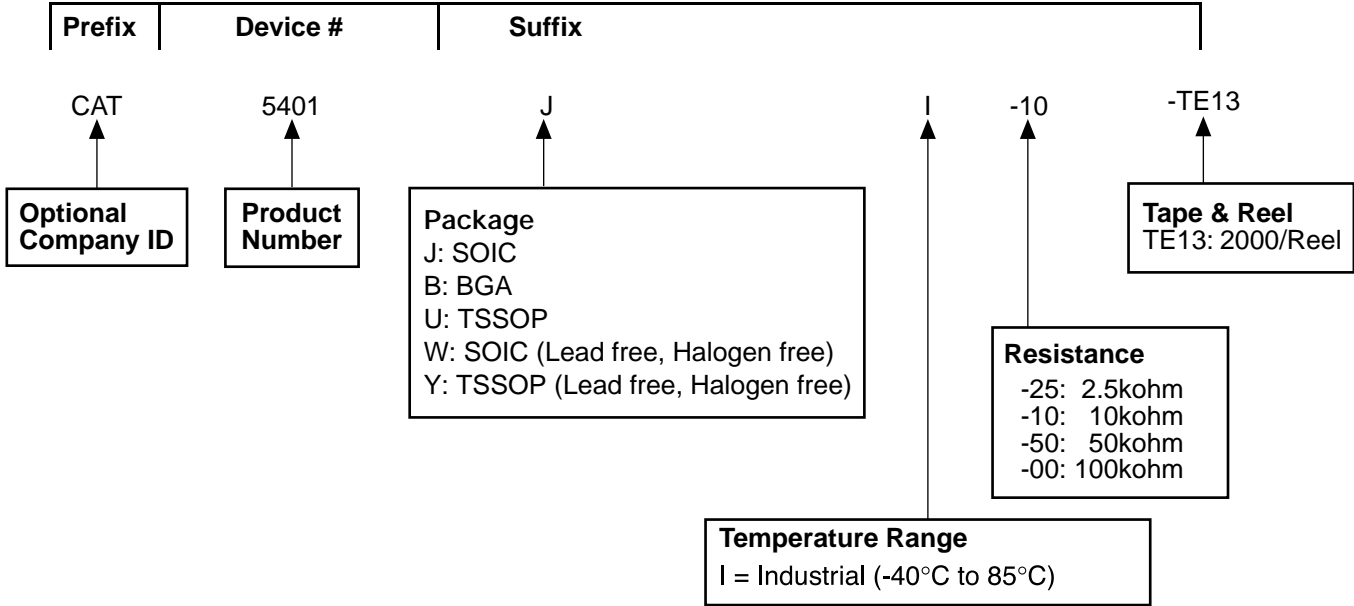 Prefix Device # Suffix
CAT 5401 J I -10 -TE13
Optional
Company ID
Product
Number
Package
J: SOIC
B: BGA
U: TSSOP
W: SOIC (Lead free, Halogen free)
Y: TSSOP (Lead free, Halogen free)
Tape & Reel
TE13: 2000/Reel
Resistance
-25: 2.5kohm
-10: 10kohm
-50: 50kohm
-00: 100kohm
Temperature Range
I = Industrial (-40°C to 85°C)